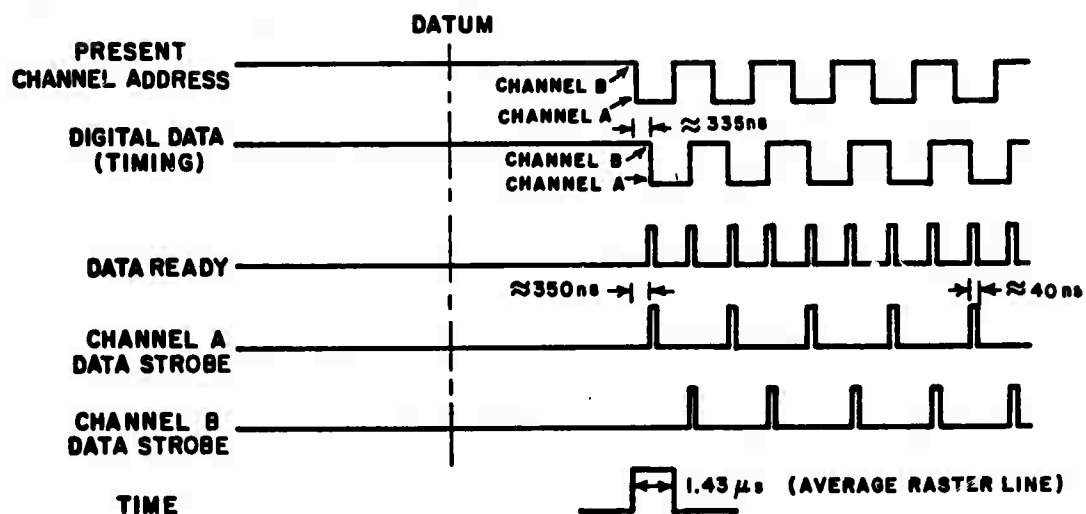 DATUM
PRESENT
CHANNEL ADDRESS
CHANNEL B
CHANNEL A
≈ 335ns
DIGITAL DATA
(TIMING)
CHANNEL B
CHANNEL A
DATA READY
≈350ns
≈40ns
CHANNEL A
DATA STROBE
CHANNEL B
DATA STROBE
TIME
1.43 μs (AVERAGE RASTER LINE)